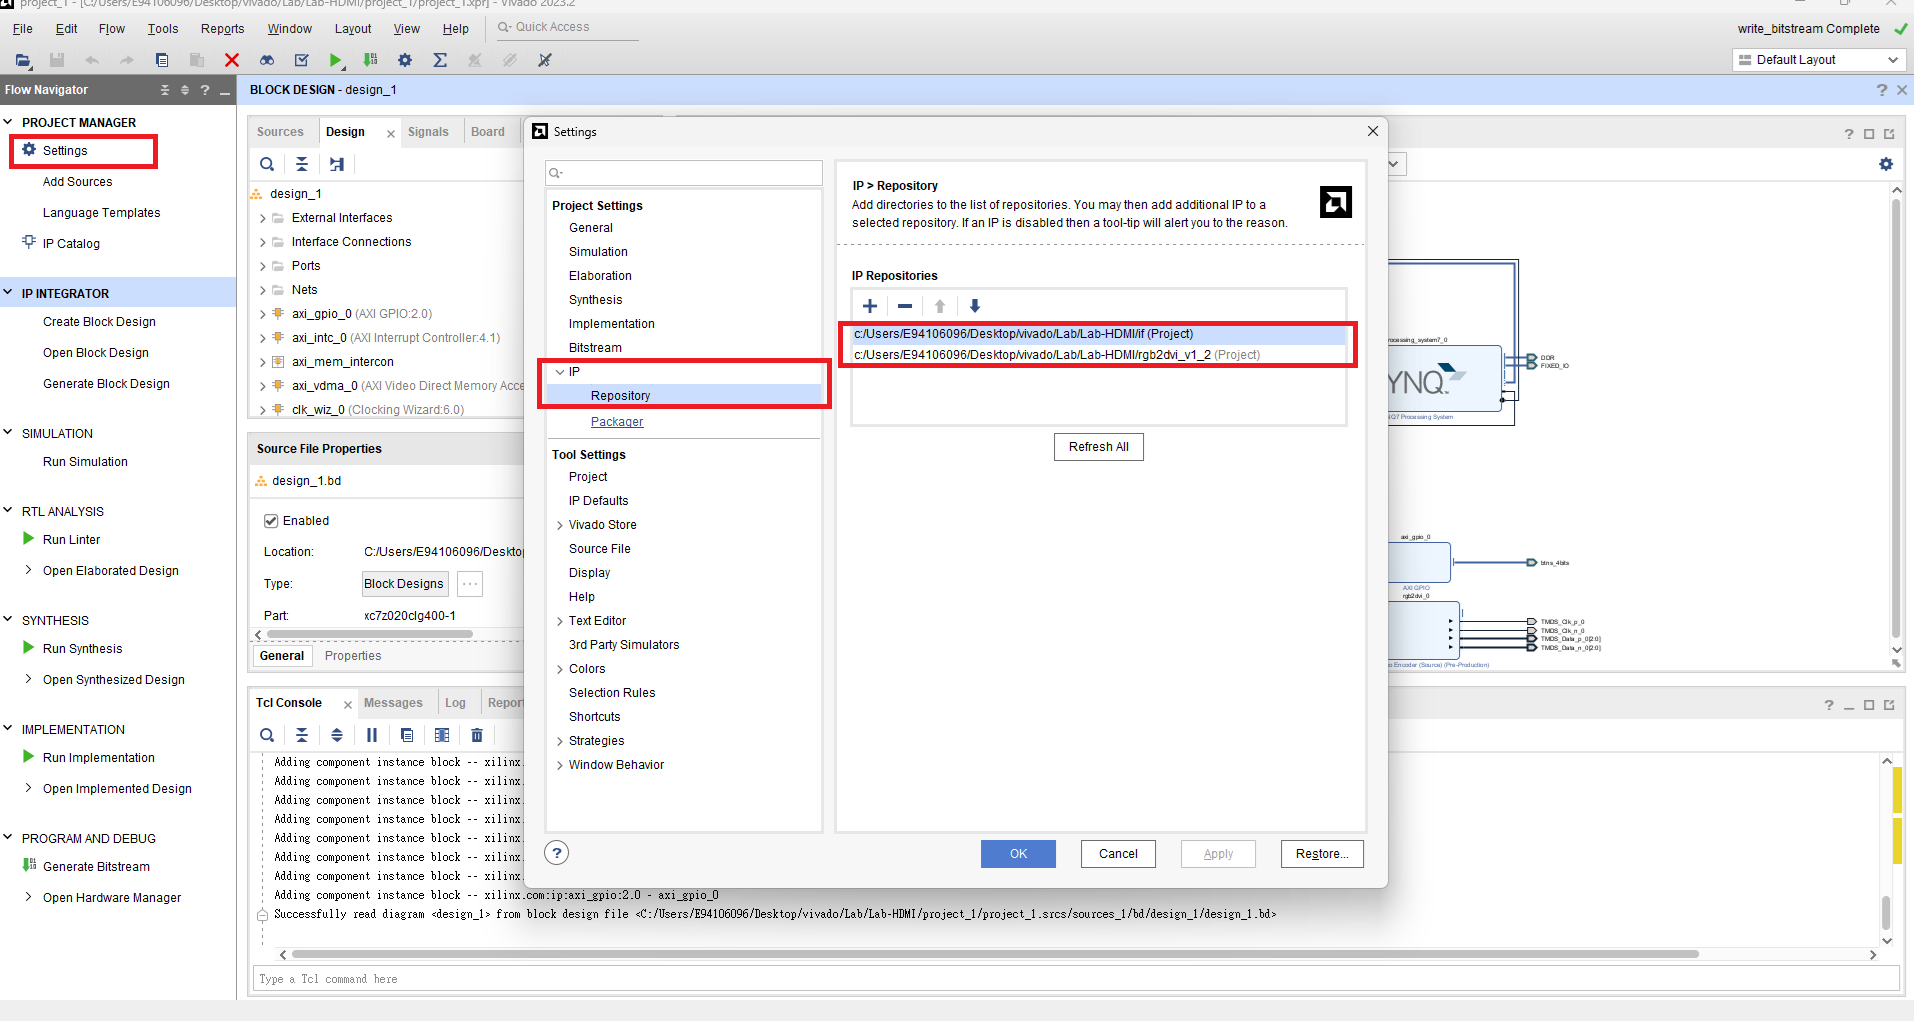 project_1 - [C:/Users/E94106096/Desktop/vivado/Lab/Lab-HDMI/project_1/project_1.xpr] - Vivado 2023.2
File Edit Flow Tools Reports Window Layout View Help Quick Access
write_bitstream Complete
Default Layout
Flow Navigator
BLOCK DESIGN - design_1
PROJECT MANAGER
Settings
Add Sources
Language Templates
IP Catalog
IP INTEGRATOR
Create Block Design
Open Block Design
Generate Block Design
SIMULATION
Run Simulation
RTL ANALYSIS
Run Linter
Open Elaborated Design
SYNTHESIS
Run Synthesis
Open Synthesized Design
IMPLEMENTATION
Run Implementation
Open Implemented Design
PROGRAM AND DEBUG
Generate Bitstream
Open Hardware Manager
Sources Design Signals Board
design_1
External Interfaces
Interface Connections
Ports
Nets
axi_gpio_0 (AXI GPIO:2.0)
axi_intc_0 (AXI Interrupt Controller:4.1)
axi_mem_intercon
axi_vdma_0 (AXI Video Direct Memory Acce
clk_wiz_0 (Clocking Wizard:6.0)
Source File Properties
design_1.bd
Enabled
Location: C:/Users/E94106096/Deskto
Type: Block Designs ...
Part: xc7z020clg400-1
General Properties
Settings
Project Settings
General
Simulation
Elaboration
Synthesis
Implementation
Bitstream
IP
Repository
Packager
Tool Settings
Project
IP Defaults
Vivado Store
Source File
Display
Help
Text Editor
3rd Party Simulators
Colors
Selection Rules
Shortcuts
Strategies
Window Behavior
IP > Repository
Add directories to the list of repositories. You may then add additional IP to a
selected repository. If an IP is disabled then a tool-tip will alert you to the reason.
IP Repositories
c:/Users/E94106096/Desktop/vivado/Lab/Lab-HDMI/if (Project)
c:/Users/E94106096/Desktop/vivado/Lab/Lab-HDMI/rgb2dvi_v1_2 (Project)
Refresh All
OK Cancel Apply Restore...
rocessing_system7_0
YNQ
DDR
FIXED_IO
Q7 Processing System
axi_gpio_0
btns_4bits
AXI GPIO
rgb2dvi_0
TMDS_Clk_p_0
TMDS_Clk_n_0
TMDS_Data_p_0[2:0]
TMDS_Data_n_0[2:0]
o Encoder (Source) (Pre-Production)
Tcl Console Messages Log Report
Adding component instance block -- xilinx.
Adding component instance block -- xilinx.
Adding component instance block -- xilinx.
Adding component instance block -- xilinx.
Adding component instance block -- xilinx.
Adding component instance block -- xilinx.
Adding component instance block -- xilinx.
Adding component instance block -- xilinx.com:ip:axi_gpio:2.0 - axi_gpio_0
Successfully read diagram <design_1> from block design file <C:/Users/E94106096/Desktop/vivado/Lab/Lab-HDMI/project_1/project_1.srcs/sources_1/bd/design_1/design_1.bd>
Type a Tcl command here